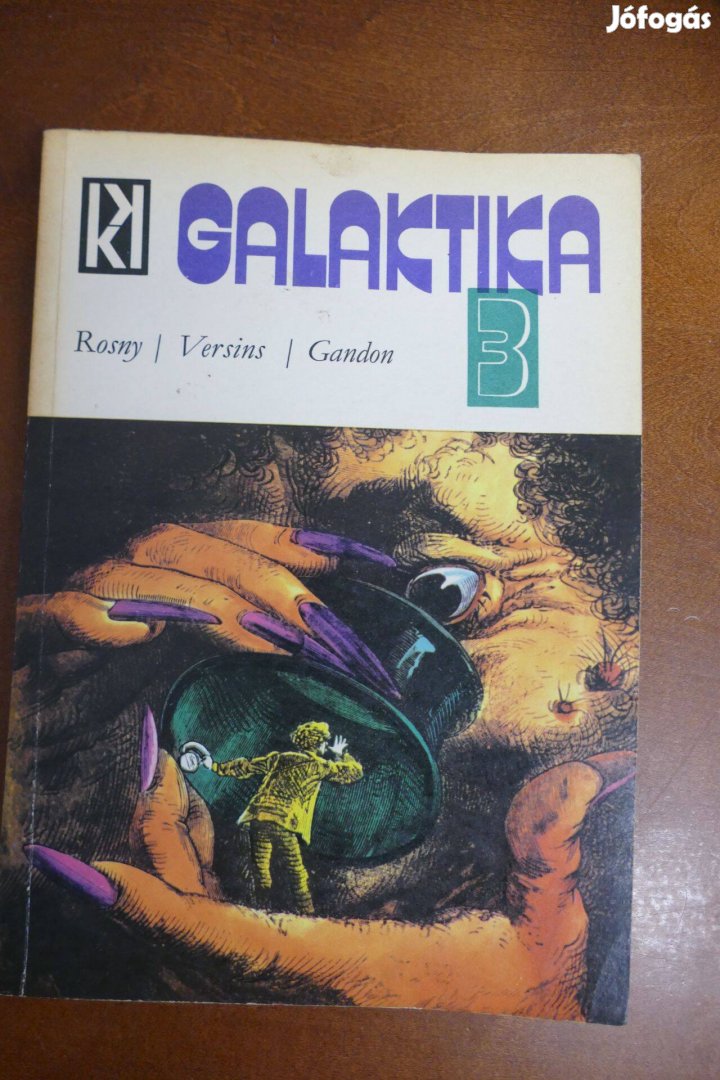 Jófogás
GALAKTIKA
Rosny | Versins | Gandon
3